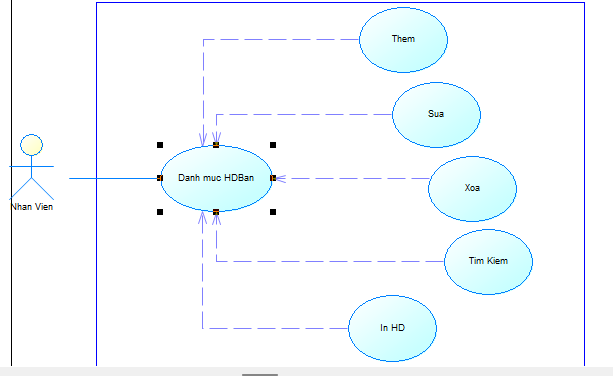 Them
Sua
Danh muc HDBan
Xoa
Nhan Vien
Tim Kiem
In HD